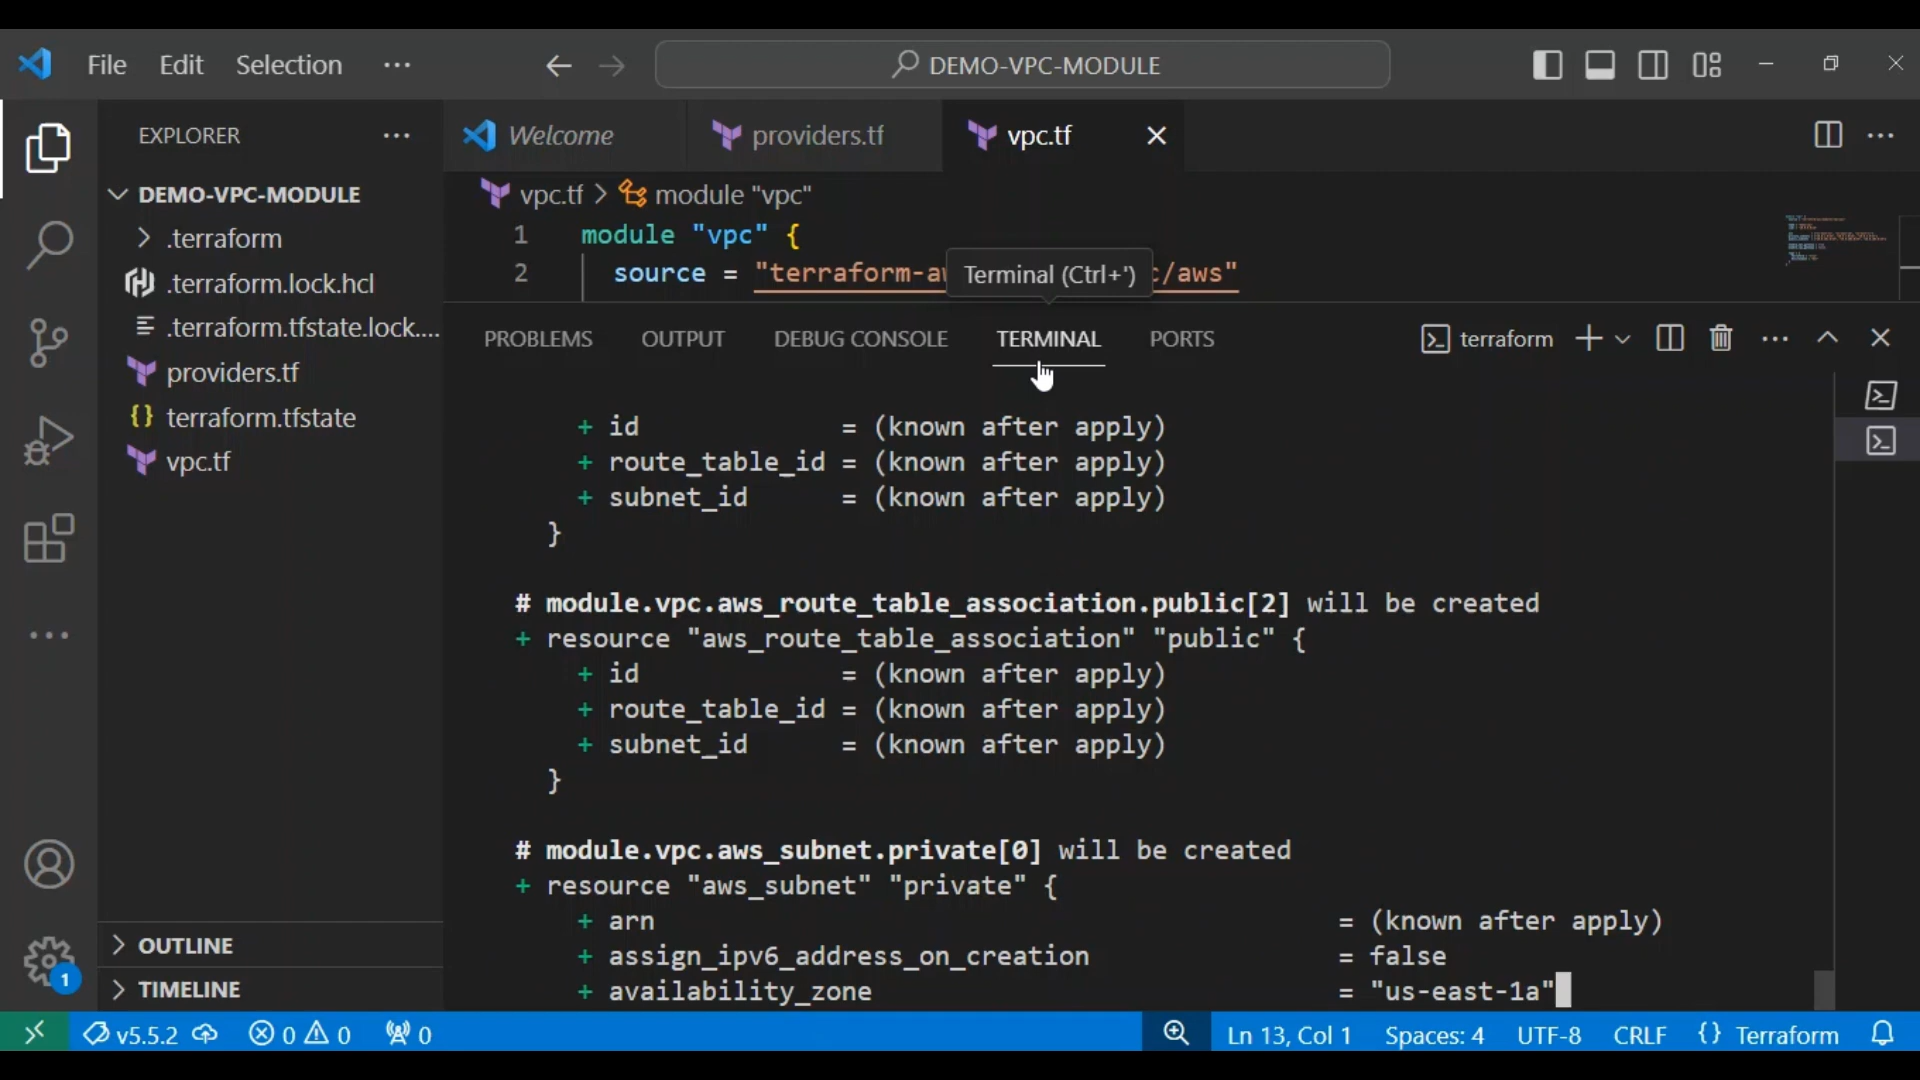 File Edit Selection ···
DEMO-VPC-MODULE
EXPLORER ···
Welcome
providers.tf
vpc.tf
DEMO-VPC-MODULE
.terraform
.terraform.lock.hcl
.terraform.tfstate.lock....
providers.tf
terraform.tfstate
vpc.tf
OUTLINE
TIMELINE
vpc.tf > module "vpc"
1 module "vpc" {
2 source = "terraform-a c/aws"
Terminal (Ctrl+')
PROBLEMS OUTPUT DEBUG CONSOLE TERMINAL PORTS
terraform
+ id = (known after apply)
+ route_table_id = (known after apply)
+ subnet_id = (known after apply)
}
# module.vpc.aws_route_table_association.public[2] will be created
+ resource "aws_route_table_association" "public" {
+ id = (known after apply)
+ route_table_id = (known after apply)
+ subnet_id = (known after apply)
}
# module.vpc.aws_subnet.private[0] will be created
+ resource "aws_subnet" "private" {
+ arn = (known after apply)
+ assign_ipv6_address_on_creation = false
+ availability_zone = "us-east-1a"
1
v5.5.2 0 0 0 Ln 13, Col 1 Spaces: 4 UTF-8 CRLF {} Terraform